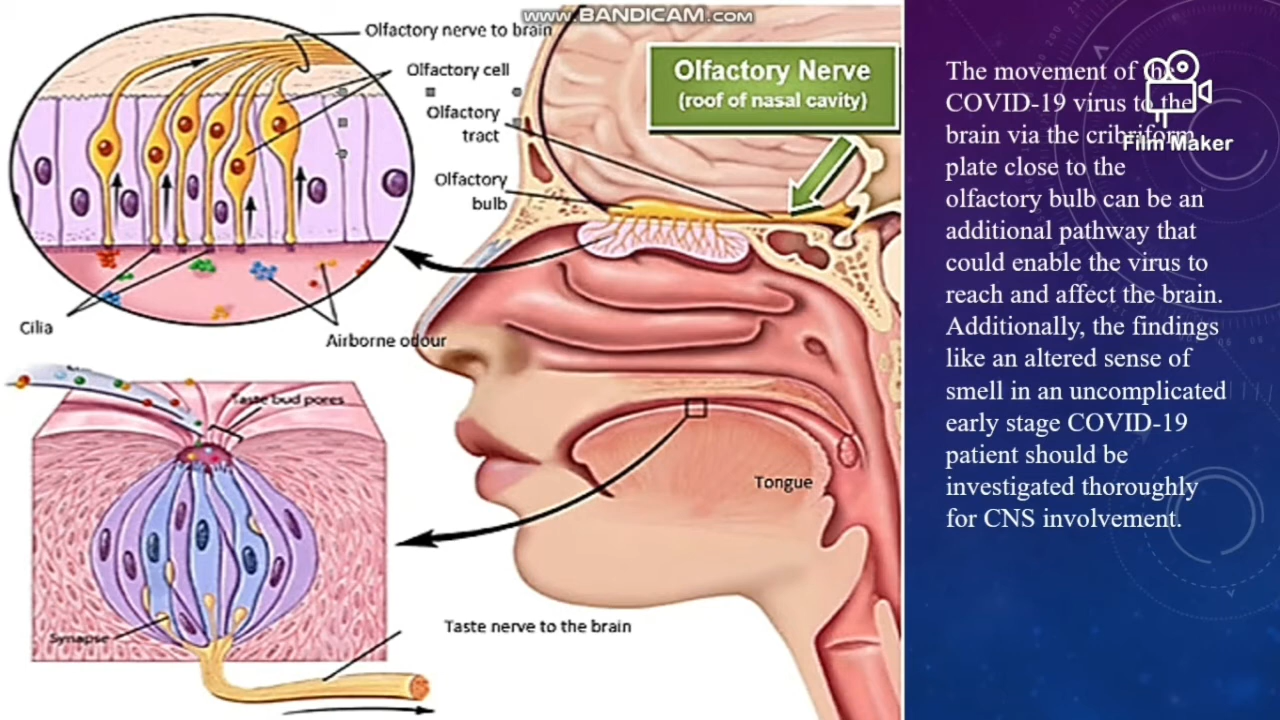 www.BANDICAM.com
Olfactory nerve to brain
Olfactory cell
Olfactory
tract
Olfactory
bulb
Cilia
Airborne odour
Olfactory Nerve
(roof of nasal cavity)
Taste bud pores
Synapse
Tongue
Taste nerve to the brain
The movement of the
COVID-19 virus to the
brain via the cribriform
plate close to the
olfactory bulb can be an
additional pathway that
could enable the virus to
reach and affect the brain.
Additionally, the findings
like an altered sense of
smell in an uncomplicated
early stage COVID-19
patient should be
investigated thoroughly
for CNS involvement.
Film Maker